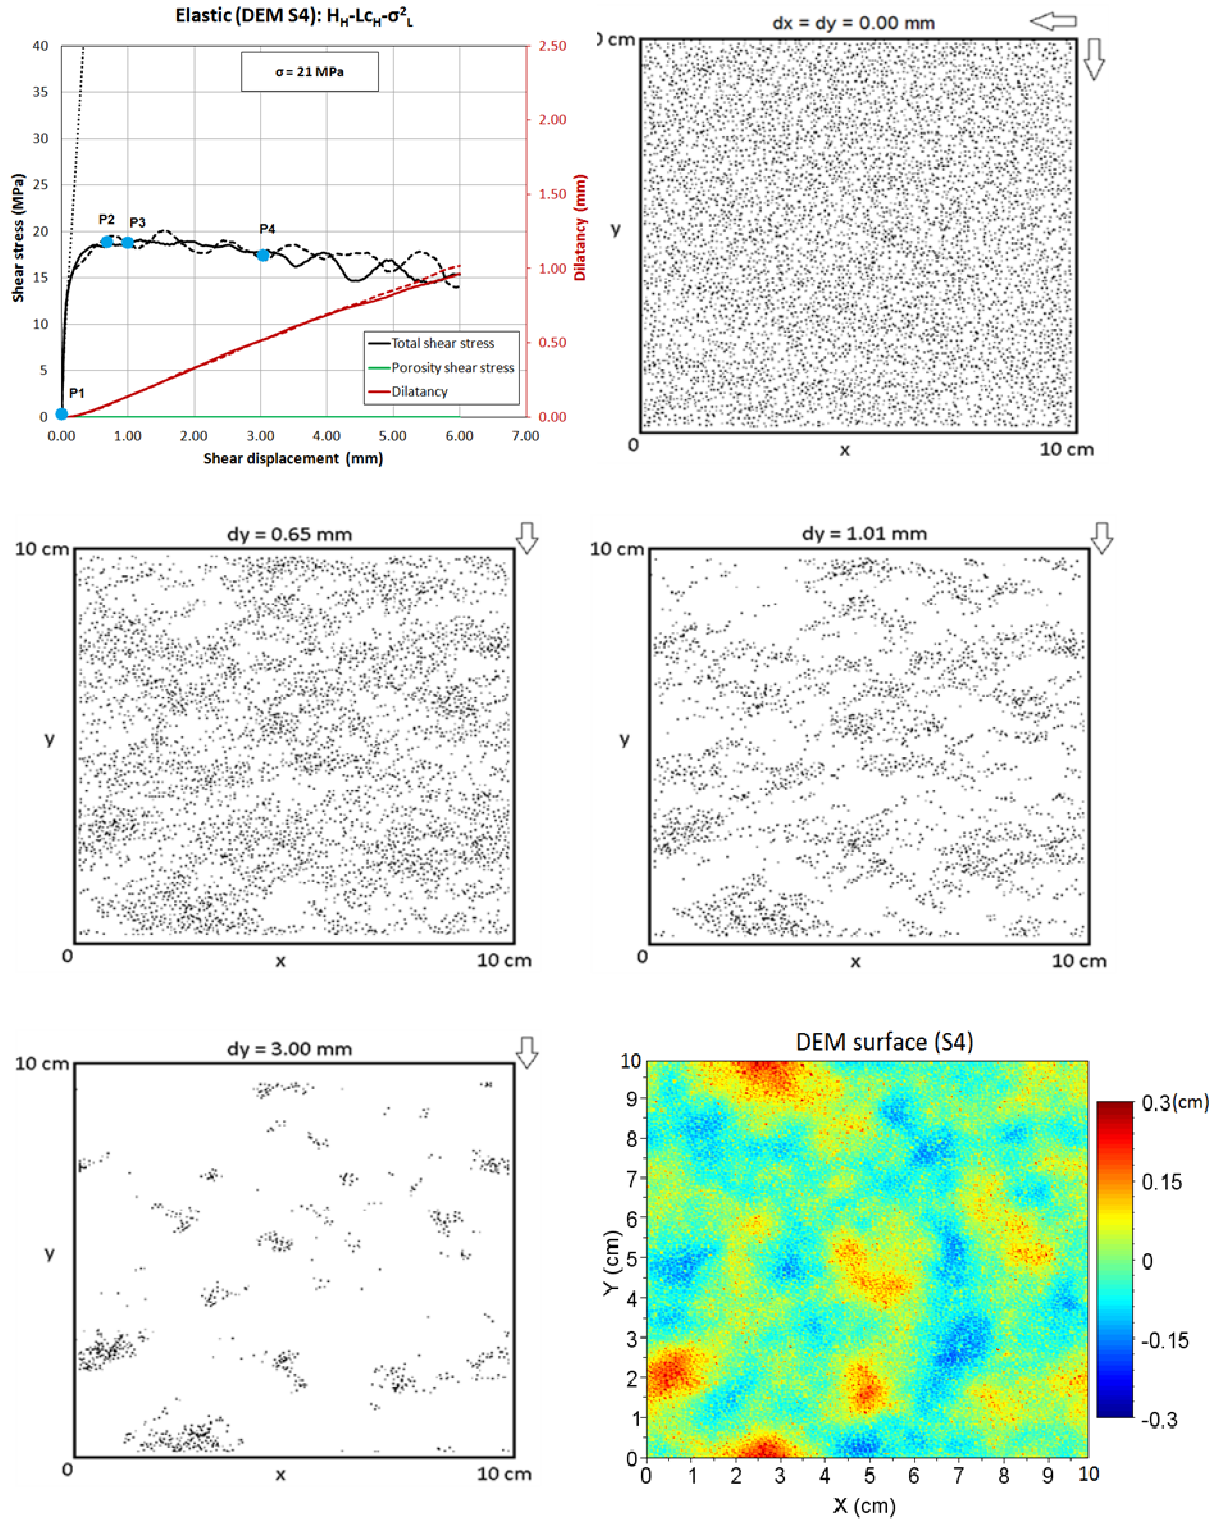 Elastic (DEM S4): H_H-Lc_H-σ²_L
40
35
30
25
20
15
10
5
0
Shear stress (MPa)
σ = 21 MPa
P1
P2
P3
P4
Total shear stress
Porosity shear stress
Dilatancy
2.50
2.00
1.50
1.00
0.50
0.00
Dilatancy (mm)
0.00 1.00 2.00 3.00 4.00 5.00 6.00 7.00
Shear displacement (mm)
dx = dy = 0.00 mm
0 cm
y
0 x 10 cm
dy = 0.65 mm
10 cm
y
0 x 10 cm
dy = 1.01 mm
10 cm
y
0 x 10 cm
dy = 3.00 mm
10 cm
y
0 x 10 cm
DEM surface (S4)
10
9
8
7
6
5
4
3
2
1
0
Y (cm)
0 1 2 3 4 5 6 7 8 9 10
X (cm)
0.3(cm)
0.15
0
-0.15
-0.3